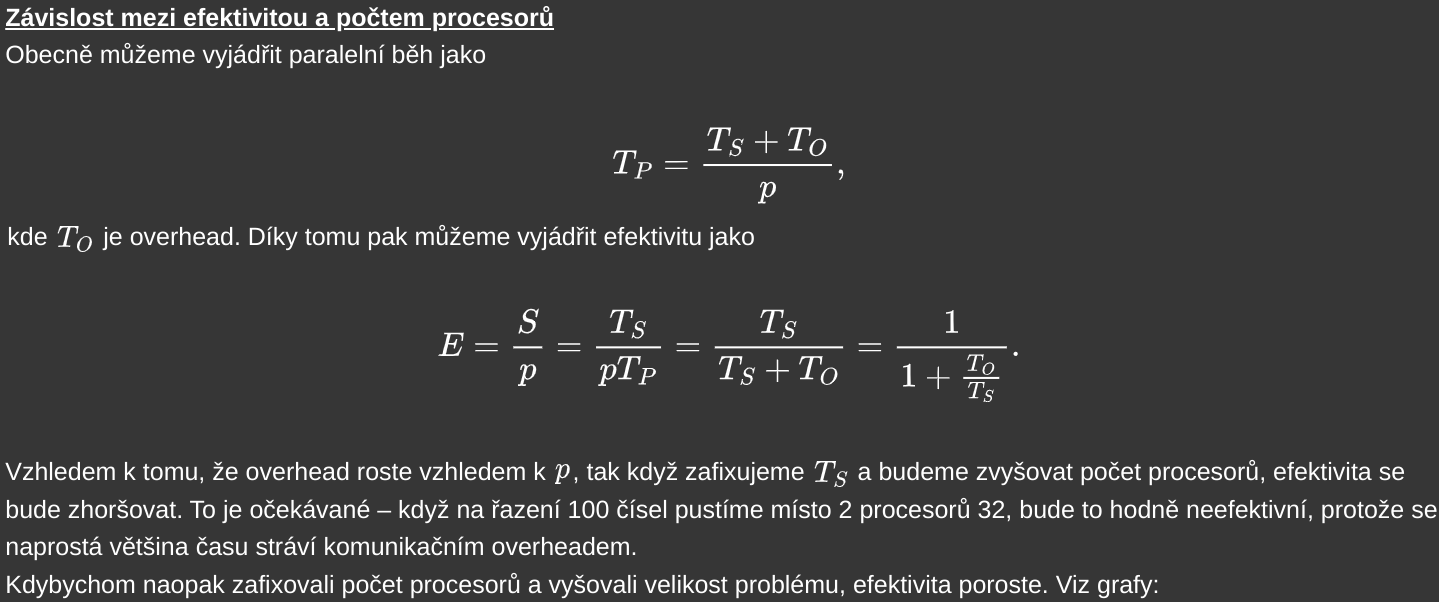 Závislost mezi efektivitou a počtem procesorů
Obecně můžeme vyjádřit paralelní běh jako
T_P = \frac{T_S + T_O}{p},
kde T_O je overhead. Díky tomu pak můžeme vyjádřit efektivitu jako
E = \frac{S}{p} = \frac{T_S}{pT_P} = \frac{T_S}{T_S + T_O} = \frac{1}{1 + \frac{T_O}{T_S}}.
Vzhledem k tomu, že overhead roste vzhledem k p, tak když zafixujeme T_S a budeme zvyšovat počet procesorů, efektivita se
bude zhoršovat. To je očekávané – když na řazení 100 čísel pustíme místo 2 procesorů 32, bude to hodně neefektivní, protože se
naprostá většina času stráví komunikačním overheadem.
Kdybychom naopak zafixovali počet procesorů a vyšovali velikost problému, efektivita poroste. Viz grafy: